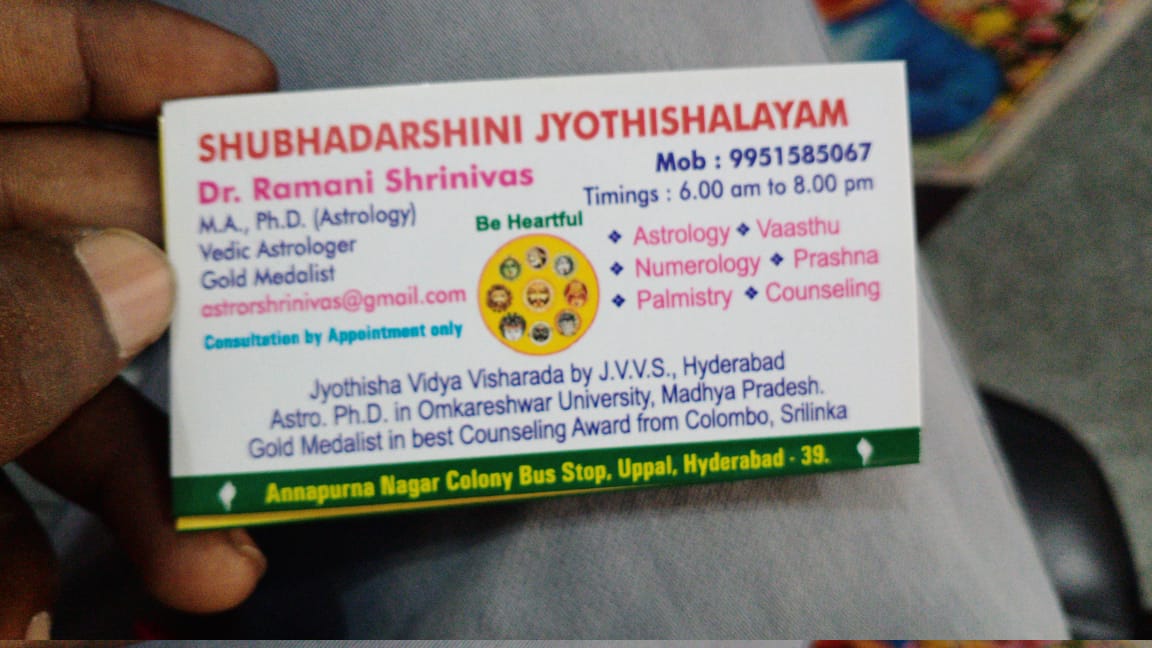 SHUBHADARSHINI JYOTHISHALAYAM
Dr. Ramani Shrinivas
M.A., Ph.D. (Astrology)
Vedic Astrologer
Gold Medalist
astrorshrinivas@gmail.com
Consultation by Appointment only
Mob : 9951585067
Timings : 6.00 am to 8.00 pm
Be Heartful
❖ Astrology ❖ Vaasthu
❖ Numerology ❖ Prashna
❖ Palmistry ❖ Counseling
Jyothisha Vidya Visharada by J.V.V.S., Hyderabad
Astro. Ph.D. in Omkareshwar University, Madhya Pradesh.
Gold Medalist in best Counseling Award from Colombo, Srilinka
Annapurna Nagar Colony Bus Stop, Uppal, Hyderabad - 39.